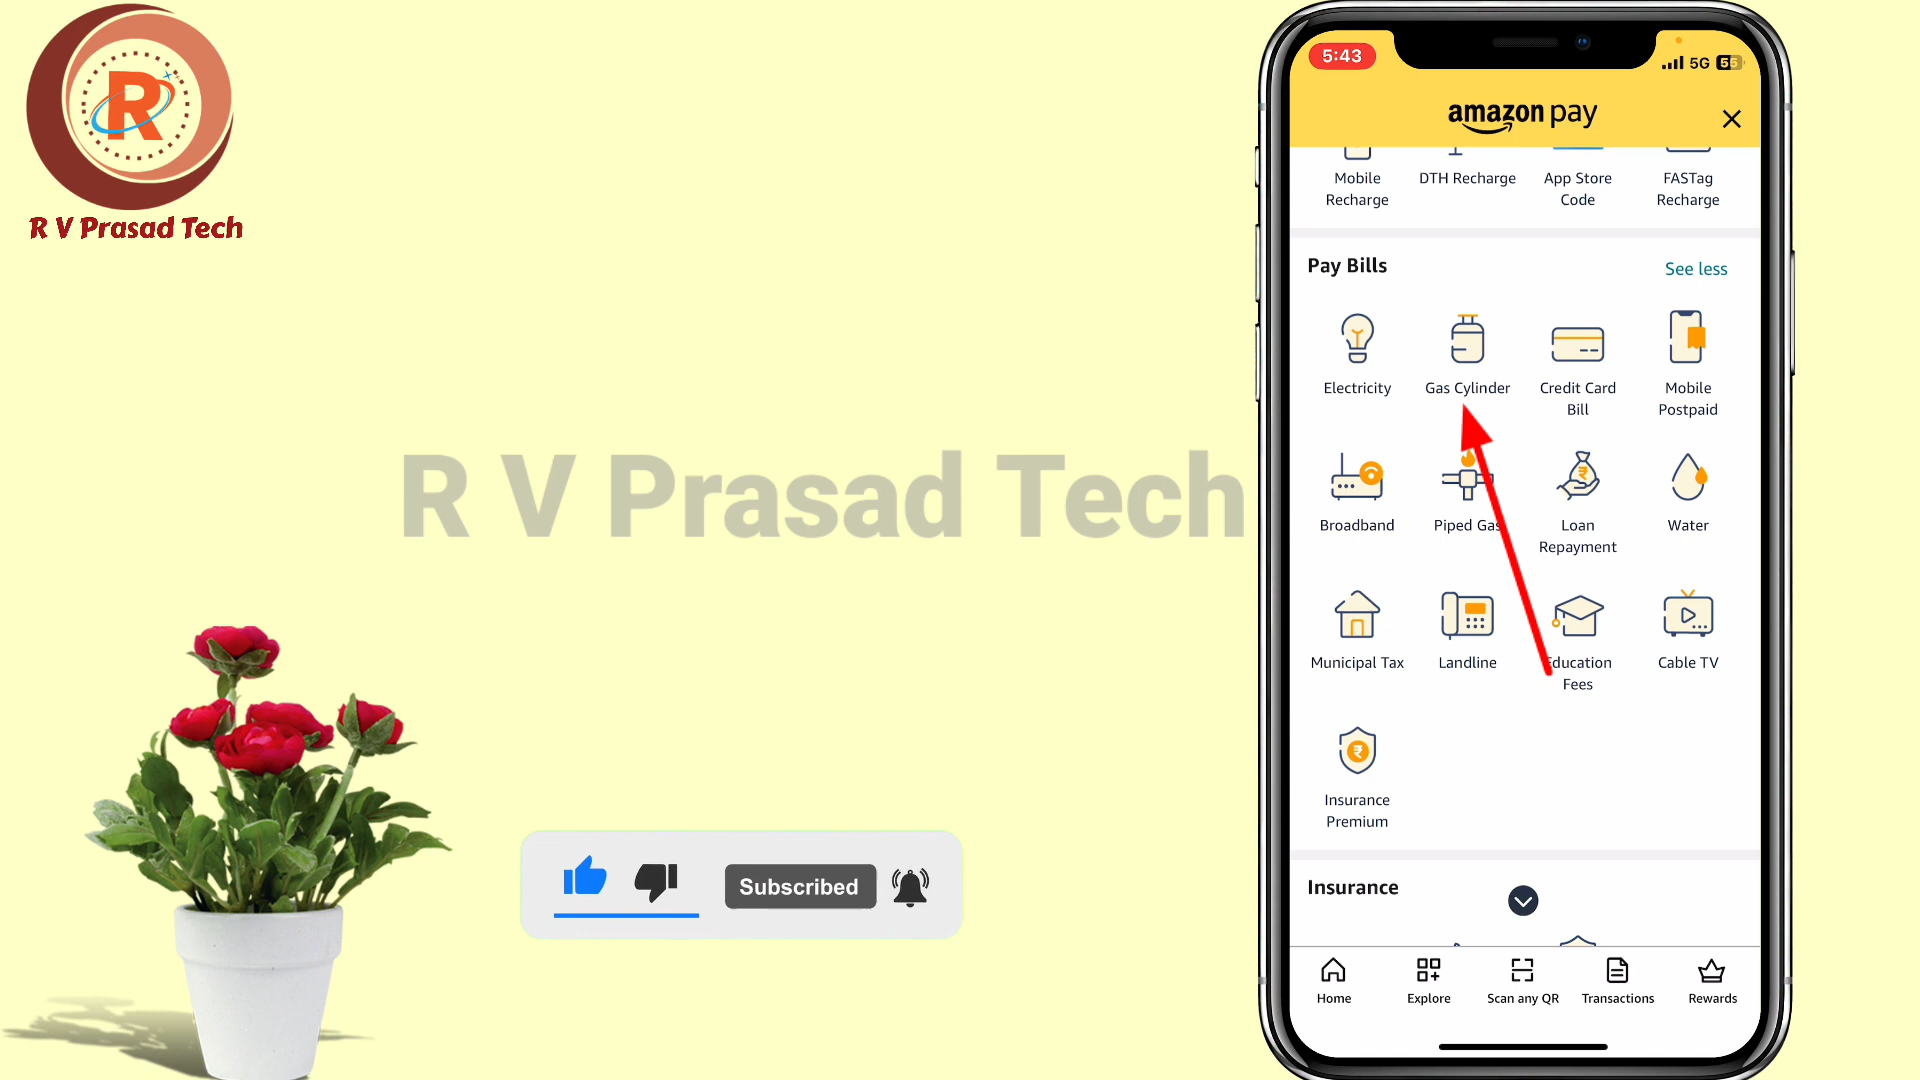 R
R V Prasad Tech
R V Prasad Tech
Subscribed
5:43
5G
55
amazon pay
Mobile
Recharge
DTH Recharge
App Store
Code
FASTag
Recharge
Pay Bills
See less
Electricity
Gas Cylinder
Credit Card
Bill
Mobile
Postpaid
Broadband
Piped Gas
Loan
Repayment
Water
Municipal Tax
Landline
Education
Fees
Cable TV
Insurance
Premium
Insurance
Home
Explore
Scan any QR
Transactions
Rewards